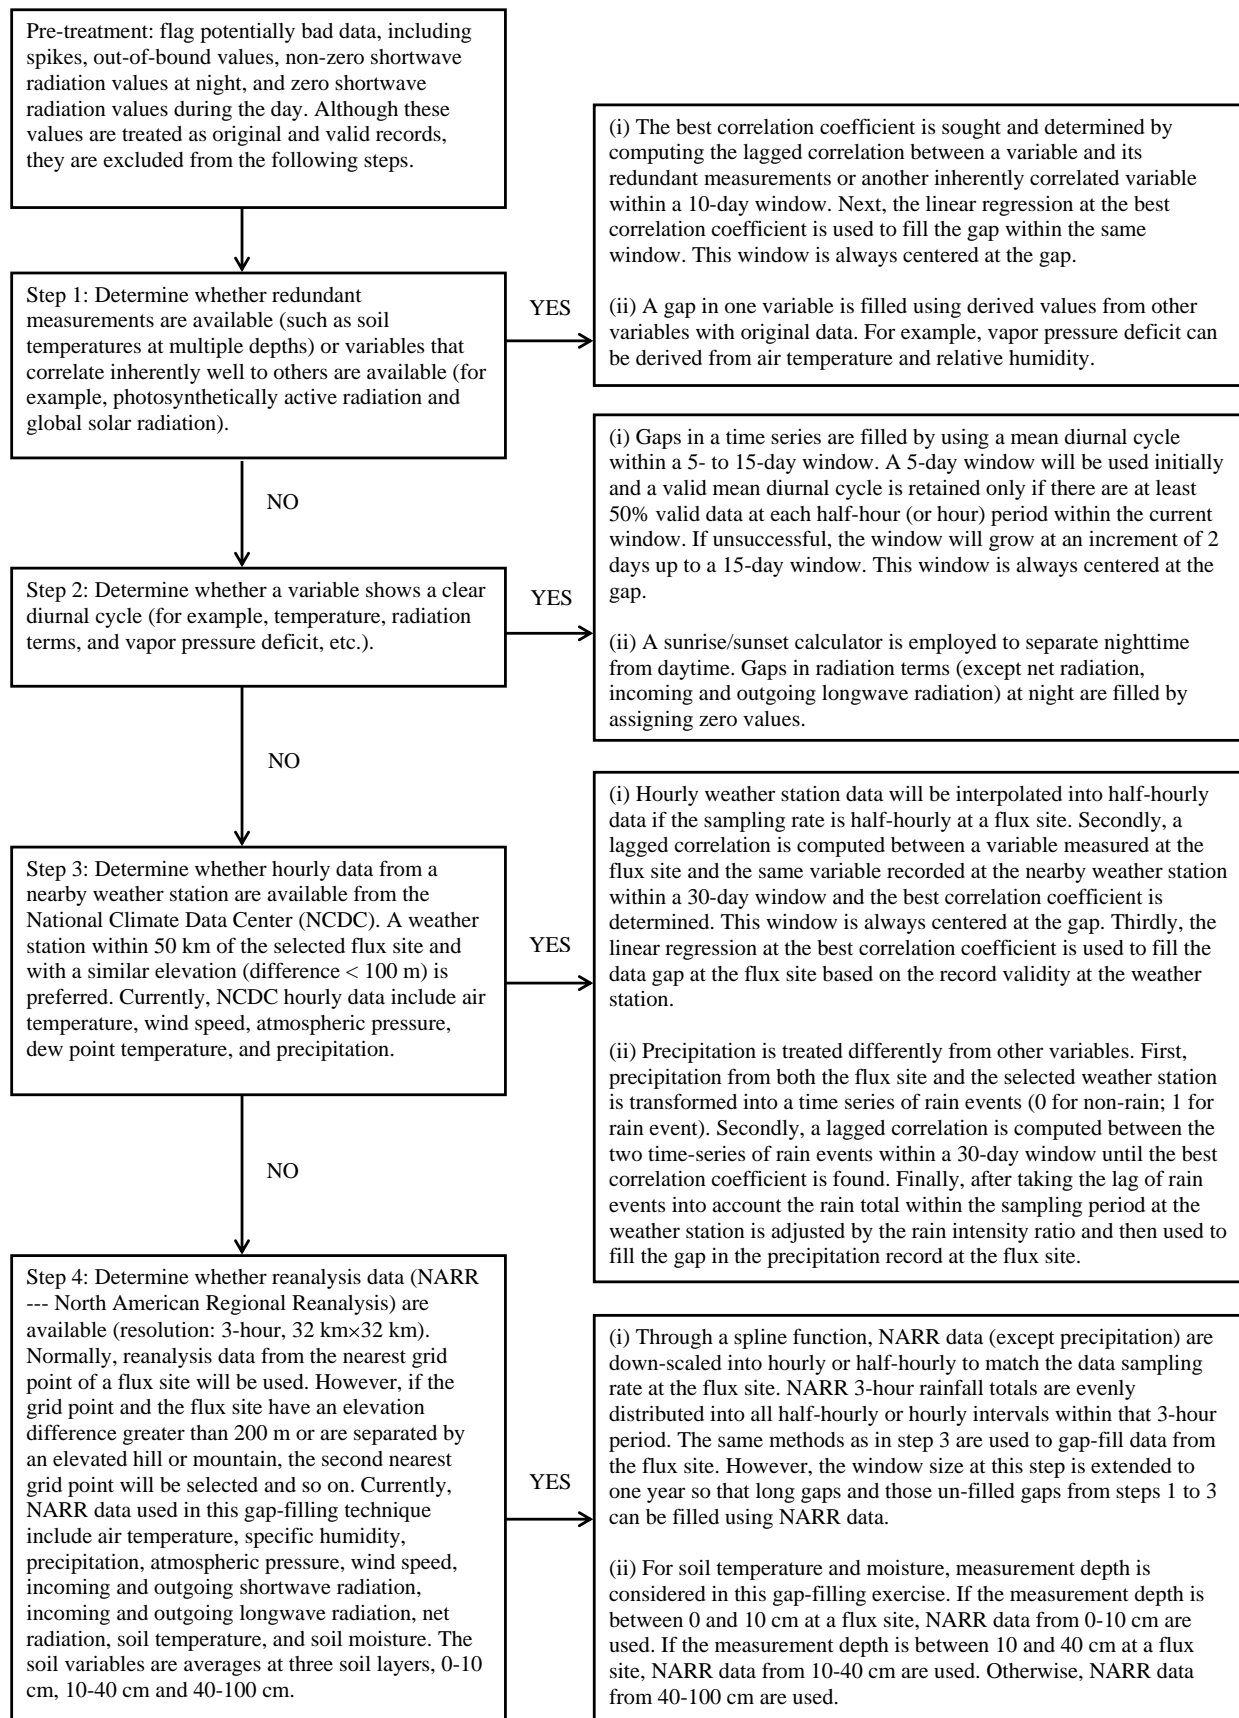 Pre-treatment: flag potentially bad data, including
spikes, out-of-bound values, non-zero shortwave
radiation values at night, and zero shortwave
radiation values during the day. Although these
values are treated as original and valid records,
they are excluded from the following steps.
(i) The best correlation coefficient is sought and determined by
computing the lagged correlation between a variable and its
redundant measurements or another inherently correlated variable
within a 10-day window. Next, the linear regression at the best
correlation coefficient is used to fill the gap within the same
window. This window is always centered at the gap.
(ii) A gap in one variable is filled using derived values from other
variables with original data. For example, vapor pressure deficit can
be derived from air temperature and relative humidity.
Step 1: Determine whether redundant
measurements are available (such as soil
temperatures at multiple depths) or variables that
correlate inherently well to others are available (for
example, photosynthetically active radiation and
global solar radiation).
YES
NO
(i) Gaps in a time series are filled by using a mean diurnal cycle
within a 5- to 15-day window. A 5-day window will be used initially
and a valid mean diurnal cycle is retained only if there are at least
50% valid data at each half-hour (or hour) period within the current
window. If unsuccessful, the window will grow at an increment of 2
days up to a 15-day window. This window is always centered at the
gap.
(ii) A sunrise/sunset calculator is employed to separate nighttime
from daytime. Gaps in radiation terms (except net radiation,
incoming and outgoing longwave radiation) at night are filled by
assigning zero values.
Step 2: Determine whether a variable shows a clear
diurnal cycle (for example, temperature, radiation
terms, and vapor pressure deficit, etc.).
YES
NO
(i) Hourly weather station data will be interpolated into half-hourly
data if the sampling rate is half-hourly at a flux site. Secondly, a
lagged correlation is computed between a variable measured at the
flux site and the same variable recorded at the nearby weather station
within a 30-day window and the best correlation coefficient is
determined. This window is always centered at the gap. Thirdly, the
linear regression at the best correlation coefficient is used to fill the
data gap at the flux site based on the record validity at the weather
station.
(ii) Precipitation is treated differently from other variables. First,
precipitation from both the flux site and the selected weather station
is transformed into a time series of rain events (0 for non-rain; 1 for
rain event). Secondly, a lagged correlation is computed between the
two time-series of rain events within a 30-day window until the best
correlation coefficient is found. Finally, after taking the lag of rain
events into account the rain total within the sampling period at the
weather station is adjusted by the rain intensity ratio and then used to
fill the gap in the precipitation record at the flux site.
Step 3: Determine whether hourly data from a
nearby weather station are available from the
National Climate Data Center (NCDC). A weather
station within 50 km of the selected flux site and
with a similar elevation (difference < 100 m) is
preferred. Currently, NCDC hourly data include air
temperature, wind speed, atmospheric pressure,
dew point temperature, and precipitation.
YES
NO
Step 4: Determine whether reanalysis data (NARR
--- North American Regional Reanalysis) are
available (resolution: 3-hour, 32 km×32 km).
Normally, reanalysis data from the nearest grid
point of a flux site will be used. However, if the
grid point and the flux site have an elevation
difference greater than 200 m or are separated by
an elevated hill or mountain, the second nearest
grid point will be selected and so on. Currently,
NARR data used in this gap-filling technique
include air temperature, specific humidity,
precipitation, atmospheric pressure, wind speed,
incoming and outgoing shortwave radiation,
incoming and outgoing longwave radiation, net
radiation, soil temperature, and soil moisture. The
soil variables are averages at three soil layers, 0-10
cm, 10-40 cm and 40-100 cm.
YES
(i) Through a spline function, NARR data (except precipitation) are
down-scaled into hourly or half-hourly to match the data sampling
rate at the flux site. NARR 3-hour rainfall totals are evenly
distributed into all half-hourly or hourly intervals within that 3-hour
period. The same methods as in step 3 are used to gap-fill data from
the flux site. However, the window size at this step is extended to
one year so that long gaps and those un-filled gaps from steps 1 to 3
can be filled using NARR data.
(ii) For soil temperature and moisture, measurement depth is
considered in this gap-filling exercise. If the measurement depth is
between 0 and 10 cm at a flux site, NARR data from 0-10 cm are
used. If the measurement depth is between 10 and 40 cm at a flux
site, NARR data from 10-40 cm are used. Otherwise, NARR data
from 40-100 cm are used.